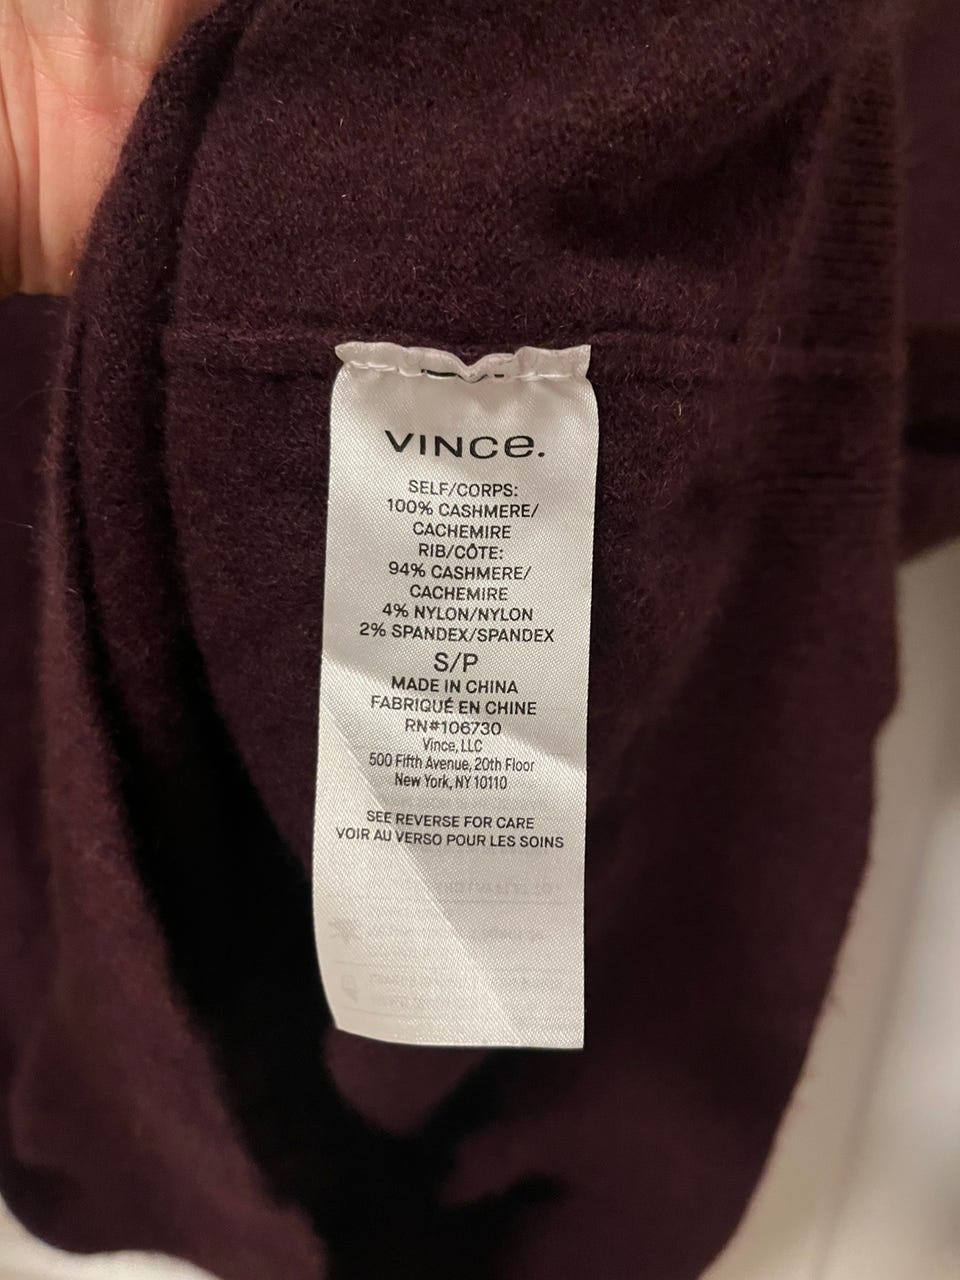 VINCE.
SELF/CORPS:
100% CASHMERE/
CACHEMIRE
RIB/CÔTE:
94% CASHMERE/
CACHEMIRE
4% NYLON/NYLON
2% SPANDEX/SPANDEX
S/P
MADE IN CHINA
FABRIQUÉ EN CHINE
RN#106730
Vince, LLC
500 Fifth Avenue, 20th Floor
New York, NY 10110
SEE REVERSE FOR CARE
VOIR AU VERSO POUR LES SOINS